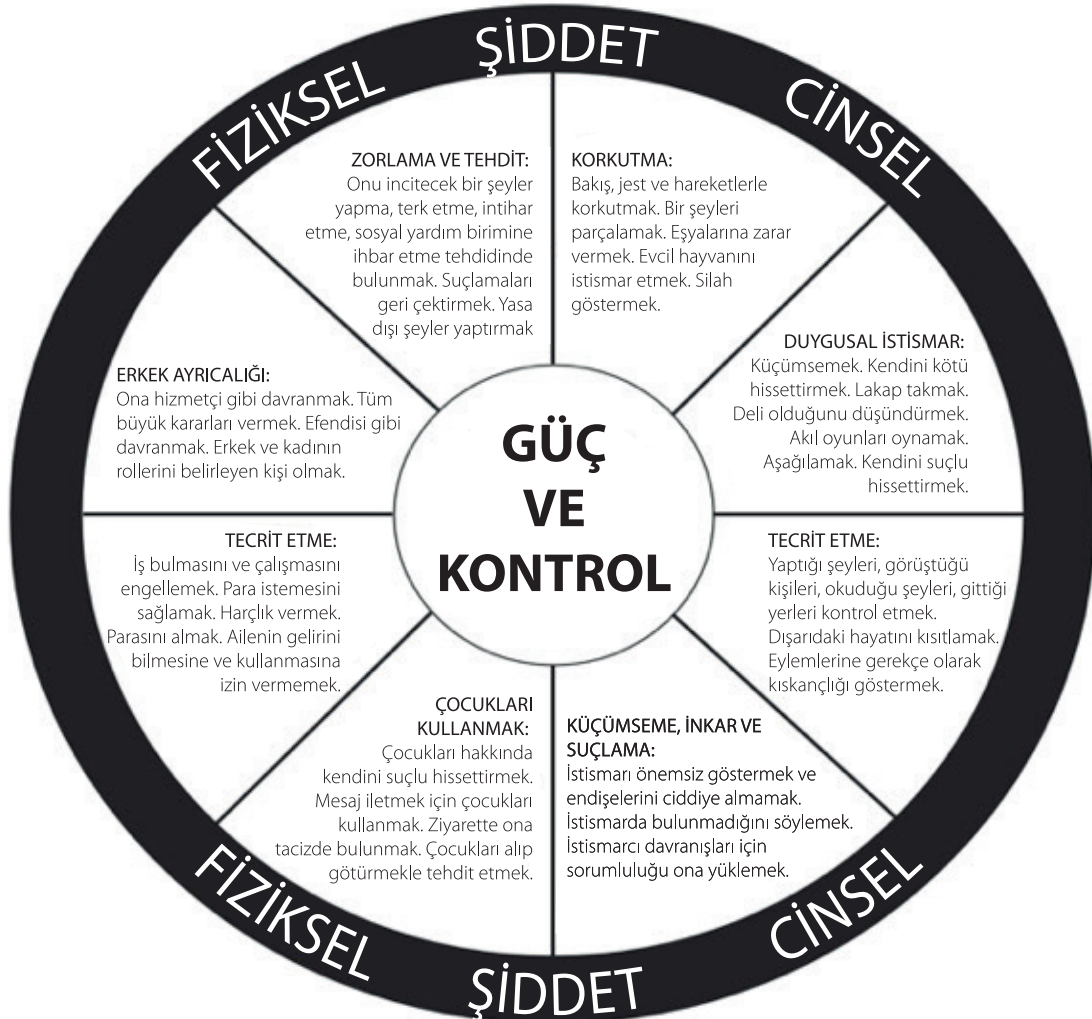 FİZİKSEL ŞİDDET CİNSEL
ZORLAMA VE TEHDİT:
Onu incitecek bir şeyler
yapma, terk etme, intihar
etme, sosyal yardım birimine
ihbar etme tehdidinde
bulunmak. Suçlamaları
geri çektirmek. Yasa
dışı şeyler yaptırmak
KORKUTMA:
Bakış, jest ve hareketlerle
korkutmak. Bir şeyleri
parçalamak. Eşyalarına zarar
vermek. Evcil hayvanını
istismar etmek. Silah
göstermek.
DUYGUSAL İSTİSMAR:
Küçümsemek. Kendini kötü
hissettirmek. Lakap takmak.
Deli olduğunu düşündürmek.
Akıl oyunları oynamak.
Aşağılamak. Kendini suçlu
hissettirmek.
ERKEK AYRICALIĞI:
Ona hizmetçi gibi davranmak. Tüm
büyük kararları vermek. Efendisi gibi
davranmak. Erkek ve kadının
rollerini belirleyen kişi olmak.
GÜÇ
VE
KONTROL
TECRİT ETME:
İş bulmasını ve çalışmasını
engellemek. Para istemesini
sağlamak. Harçlık vermek.
Parasını almak. Ailenin gelirini
bilmesine ve kullanmasına
izin vermemek.
TECRİT ETME:
Yaptığı şeyleri, görüştüğü
kişileri, okuduğu şeyleri, gittiği
yerleri kontrol etmek.
Dışarıdaki hayatını kısıtlamak.
Eylemlerine gerekçe olarak
kıskançlığı göstermek.
ÇOCUKLARI
KULLANMAK:
Çocukları hakkında
kendini suçlu hissettirmek.
Mesaj iletmek için çocukları
kullanmak. Ziyarette ona
tacizde bulunmak. Çocukları alıp
götürmekle tehdit etmek.
KÜÇÜMSEME, İNKAR VE
SUÇLAMA:
İstismarı önemsiz göstermek ve
endişelerini ciddiye almamak.
İstismarda bulunmadığını söylemek.
İstismarcı davranışları için
sorumluluğu ona yüklemek.
FİZİKSEL ŞİDDET CİNSEL